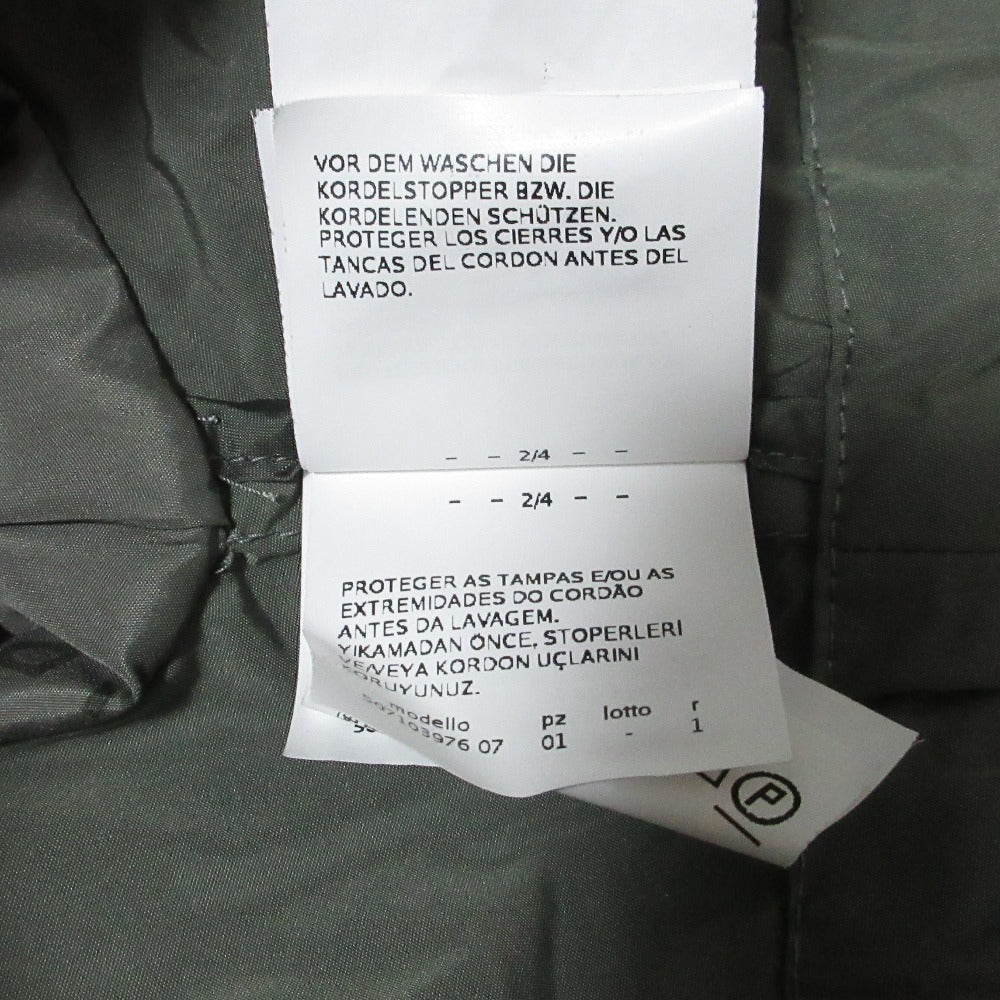 VOR DEM WASCHEN DIE
KORDELSTOPPER BZW. DIE
KORDELENDEN SCHÜTZEN.
PROTEGER LOS CIERRES Y/O LAS
TANCAS DEL CORDON ANTES DEL
LAVADO.
- - 2/4 - -
- - 2/4 - -
PROTEGER AS TAMPAS E/OU AS
EXTREMIDADES DO CORDÃO
ANTES DA LAVAGEM.
YIKAMADAN ÖNCE, STOPERLERİ
VE/VEYA KORDON UÇLARINI
KORUYUNUZ.
modello pz lotto r
07 01 - 1
P